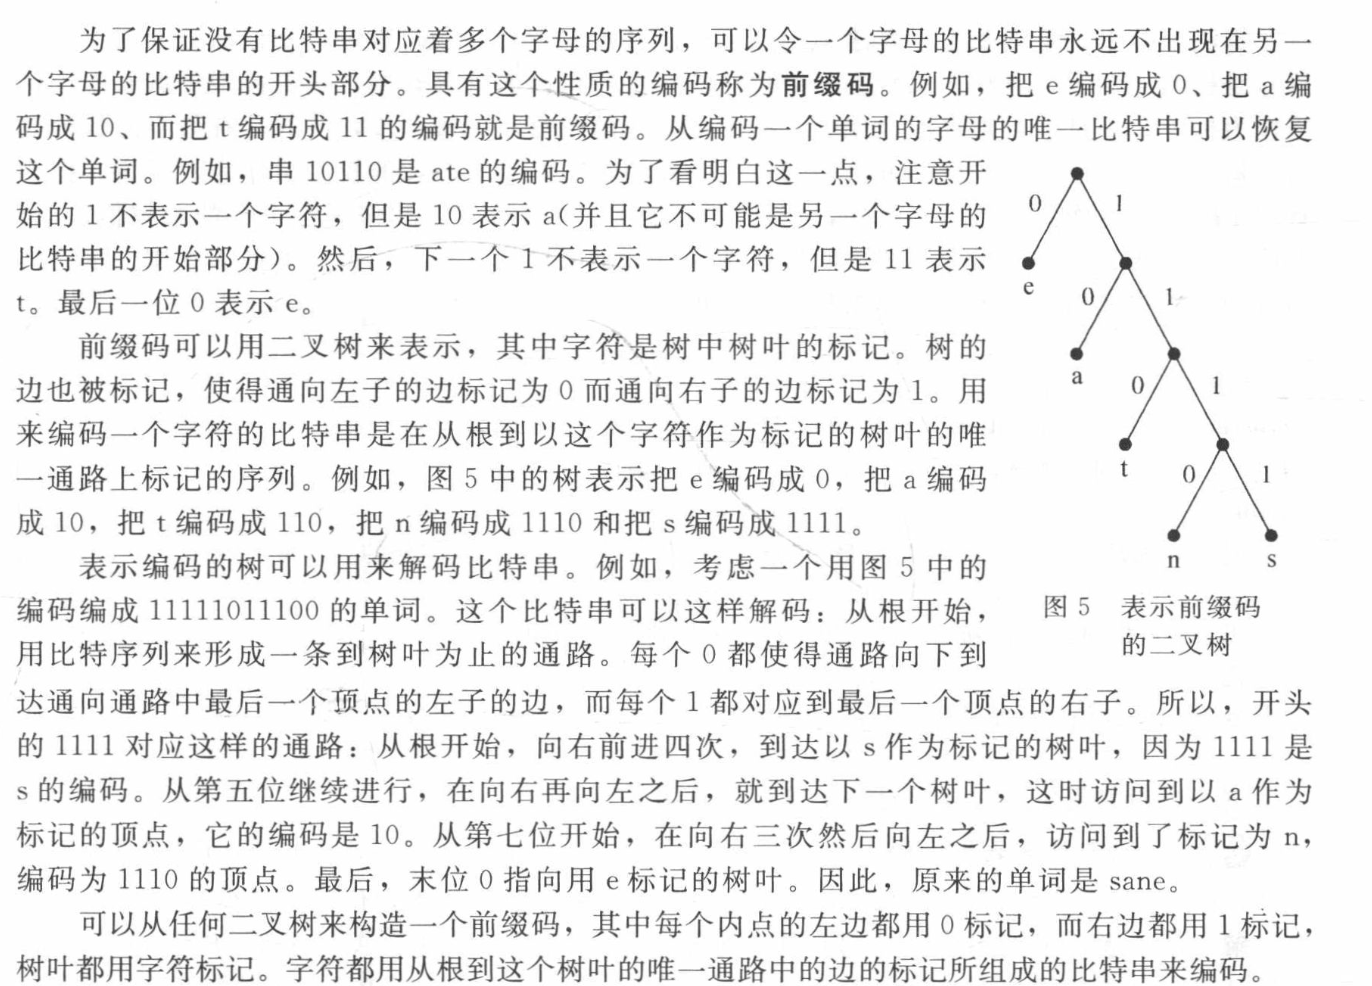 为了保证没有比特串对应着多个字母的序列，可以令一个字母的比特串永远不出现在另一
个字母的比特串的开头部分。具有这个性质的编码称为前缀码。例如，把 e 编码成 0、把 a 编
码成 10、而把 t 编码成 11 的编码就是前缀码。从编码一个单词的字母的唯一比特串可以恢复
这个单词。例如，串 10110 是 ate 的编码。为了看明白这一点，注意开
始的 1 不表示一个字符，但是 10 表示 a(并且它不可能是另一个字母的
比特串的开始部分)。然后，下一个 1 不表示一个字符，但是 11 表示
t。最后一位 0 表示 e。
前缀码可以用二叉树来表示，其中字符是树中树叶的标记。树的
边也被标记，使得通向左子的边标记为 0 而通向右子的边标记为 1。用
来编码一个字符的比特串是在从根到以这个字符作为标记的树叶的唯
一通路上标记的序列。例如，图 5 中的树表示把 e 编码成 0，把 a 编码
成 10，把 t 编码成 110，把 n 编码成 1110 和把 s 编码成 1111。
表示编码的树可以用来解码比特串。例如，考虑一个用图 5 中的
编码编成 11111011100 的单词。这个比特串可以这样解码：从根开始，
用比特序列来形成一条到树叶为止的通路。每个 0 都使得通路向下到
0 1
e 0 1
a 0 1
t 0 1
n s
图 5 表示前缀码
的二叉树
达通向通路中最后一个顶点的左子的边，而每个 1 都对应到最后一个顶点的右子。所以，开头
的 1111 对应这样的通路：从根开始，向右前进四次，到达以 s 作为标记的树叶，因为 1111 是
s 的编码。从第五位继续进行，在向右再向左之后，就到达下一个树叶，这时访问到以 a 作为
标记的顶点，它的编码是 10。从第七位开始，在向右三次然后向左之后，访问到了标记为 n，
编码为 1110 的顶点。最后，末位 0 指向用 e 标记的树叶。因此，原来的单词是 sane。
可以从任何二叉树来构造一个前缀码，其中每个内点的左边都用 0 标记，而右边都用 1 标记，
树叶都用字符标记。字符都用从根到这个树叶的唯一通路中的边的标记所组成的比特串来编码。